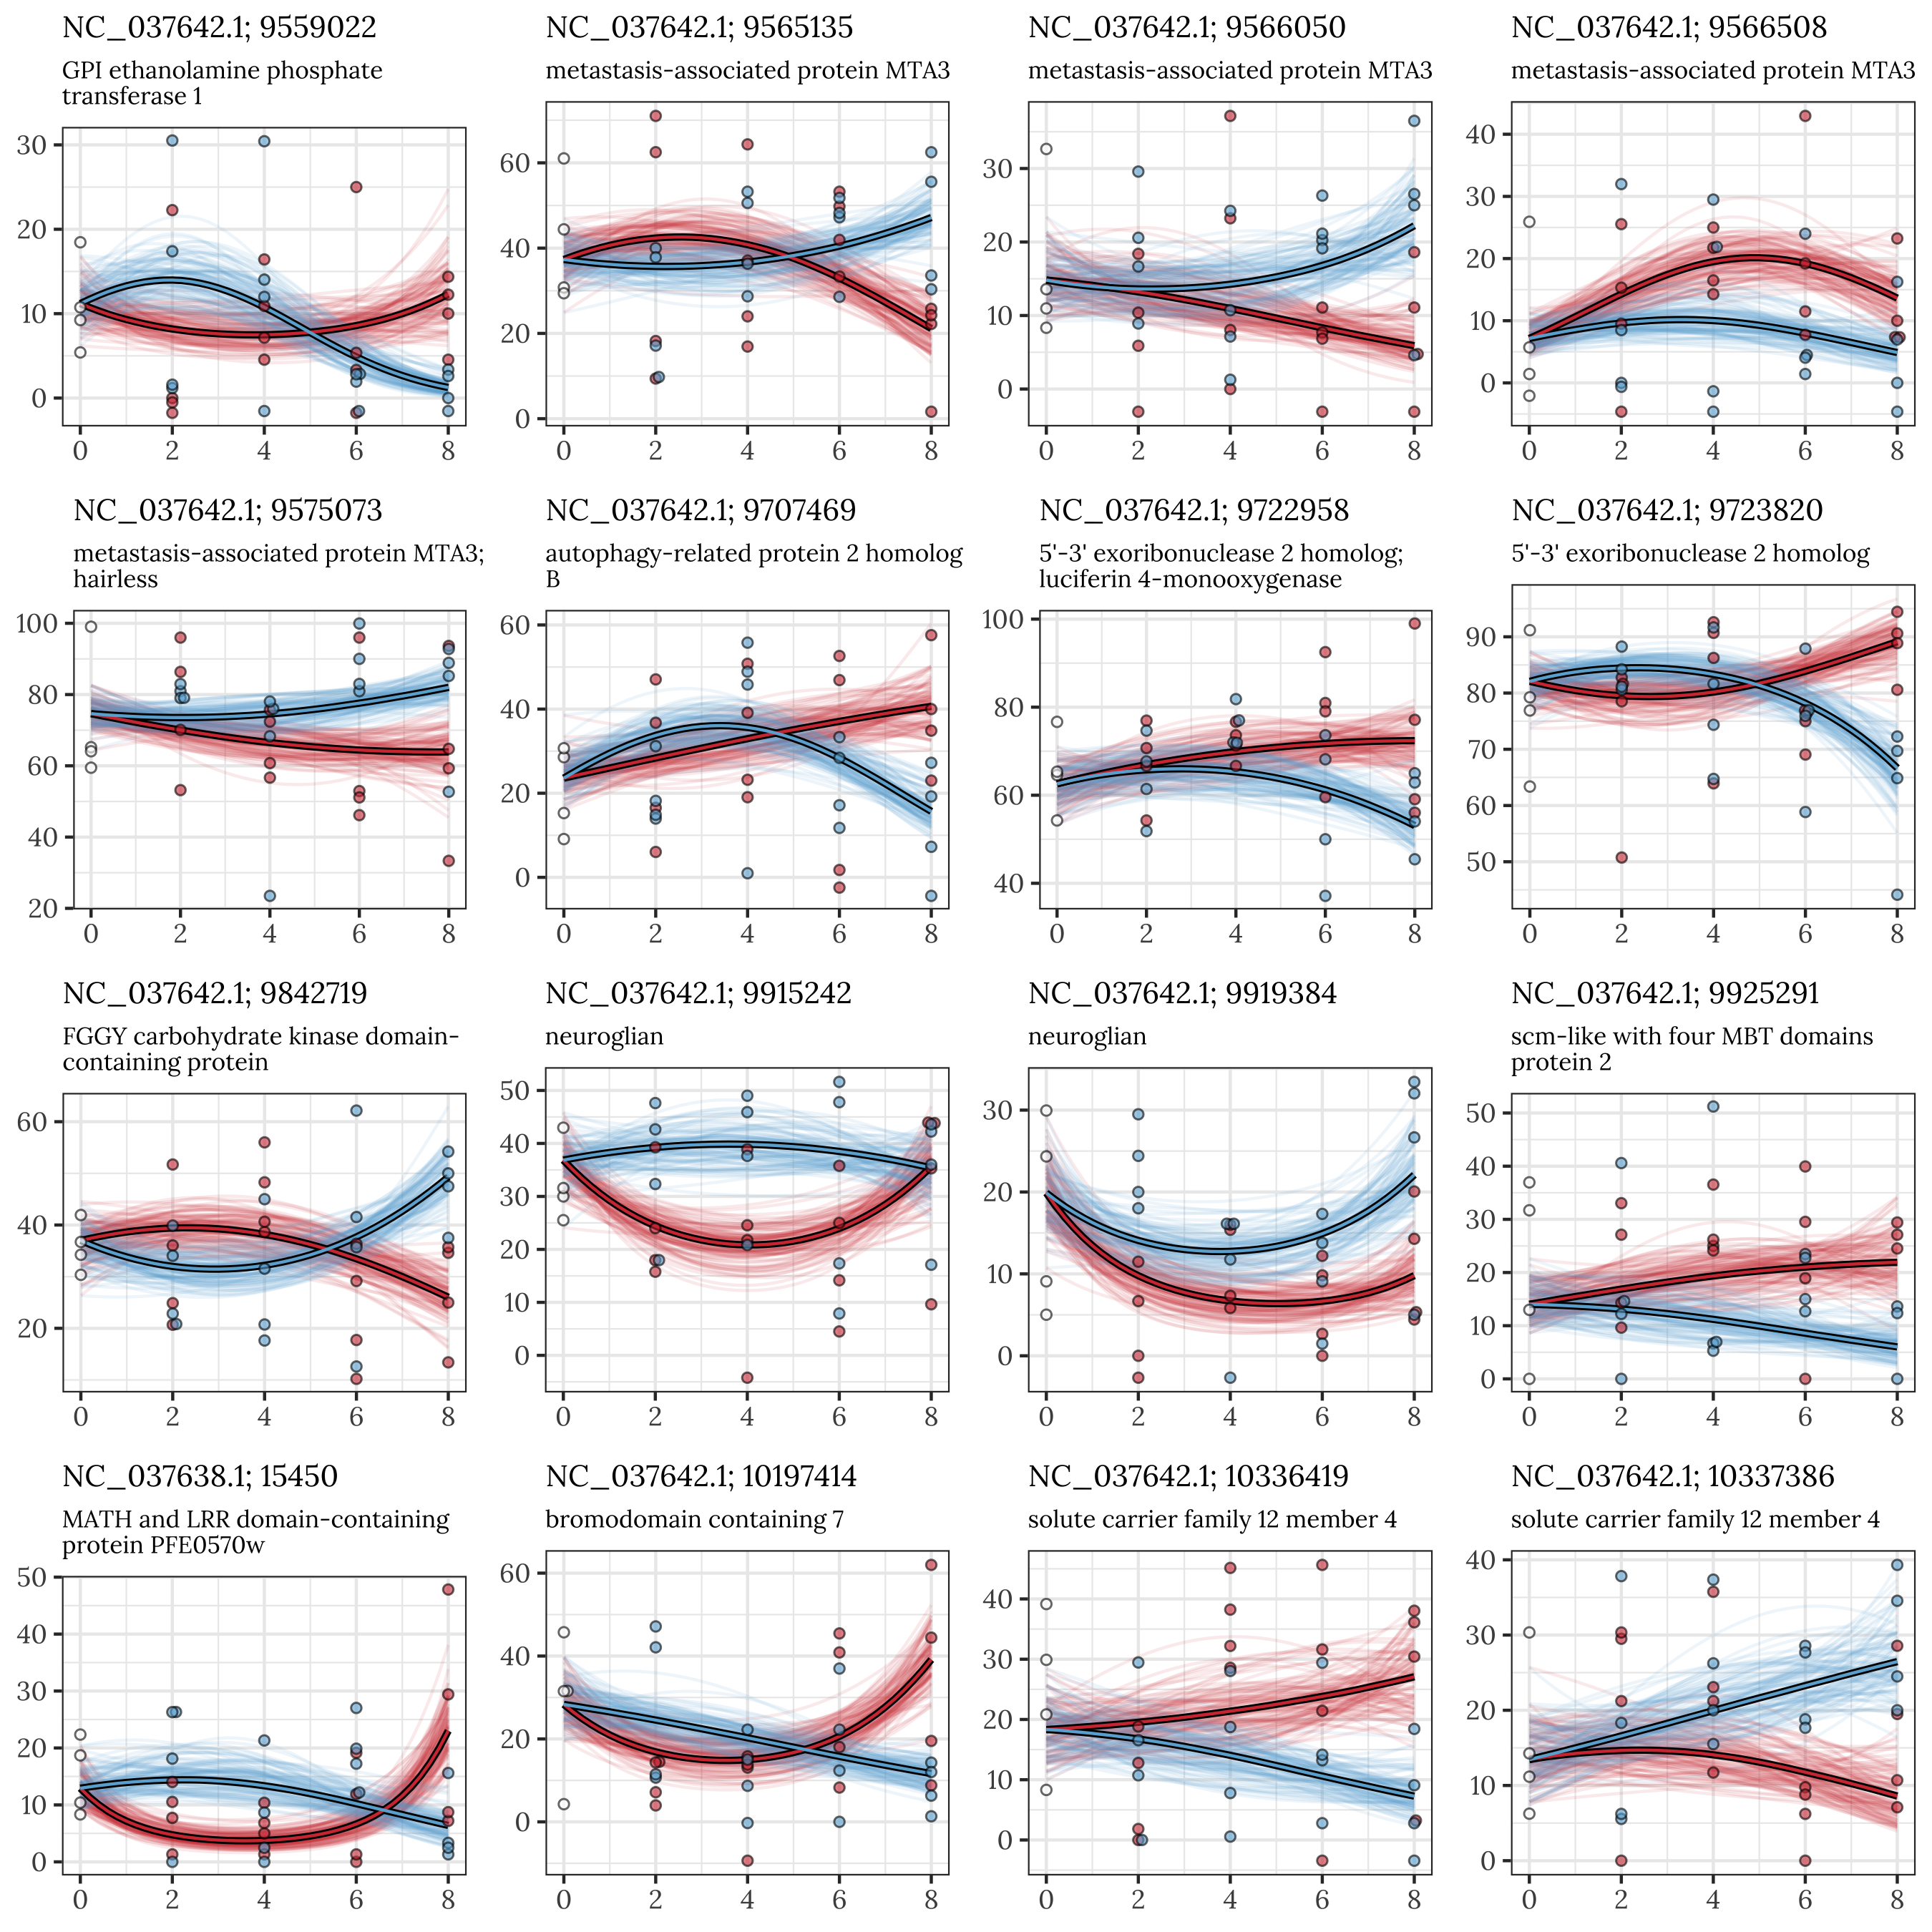 NC_037642.1; 9559022
GPI ethanolamine phosphate
transferase 1
30
20
10
0
0 2 4 6 8
NC_037642.1; 9565135
metastasis-associated protein MTA3
60
40
20
0
0 2 4 6 8
NC_037642.1; 9566050
metastasis-associated protein MTA3
30
20
10
0
0 2 4 6 8
NC_037642.1; 9566508
metastasis-associated protein MTA3
40
30
20
10
0
0 2 4 6 8
NC_037642.1; 9575073
metastasis-associated protein MTA3;
hairless
100
80
60
40
20
0 2 4 6 8
NC_037642.1; 9707469
autophagy-related protein 2 homolog
B
60
40
20
0
0 2 4 6 8
NC_037642.1; 9722958
5'-3' exoribonuclease 2 homolog;
luciferin 4-monooxygenase
100
80
60
40
0 2 4 6 8
NC_037642.1; 9723820
5'-3' exoribonuclease 2 homolog
90
80
70
60
50
0 2 4 6 8
NC_037642.1; 9842719
FGGY carbohydrate kinase domain-
containing protein
60
40
20
0 2 4 6 8
NC_037642.1; 9915242
neuroglian
50
40
30
20
10
0
0 2 4 6 8
NC_037642.1; 9919384
neuroglian
30
20
10
0
0 2 4 6 8
NC_037642.1; 9925291
scm-like with four MBT domains
protein 2
50
40
30
20
10
0
0 2 4 6 8
NC_037638.1; 15450
MATH and LRR domain-containing
protein PFE0570w
50
40
30
20
10
0
0 2 4 6 8
NC_037642.1; 10197414
bromodomain containing 7
60
40
20
0
0 2 4 6 8
NC_037642.1; 10336419
solute carrier family 12 member 4
40
30
20
10
0
0 2 4 6 8
NC_037642.1; 10337386
solute carrier family 12 member 4
40
30
20
10
0
0 2 4 6 8